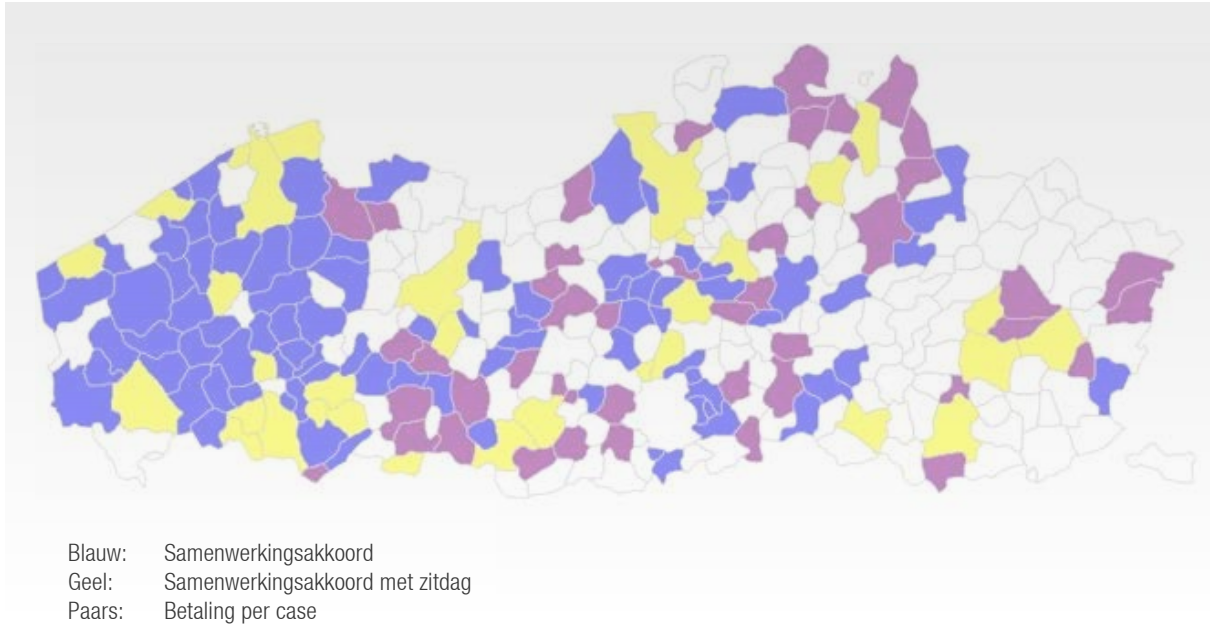 Blauw: Samenwerkingsakkoord
Geel: Samenwerkingsakkoord met zitdag
Paars: Betaling per case